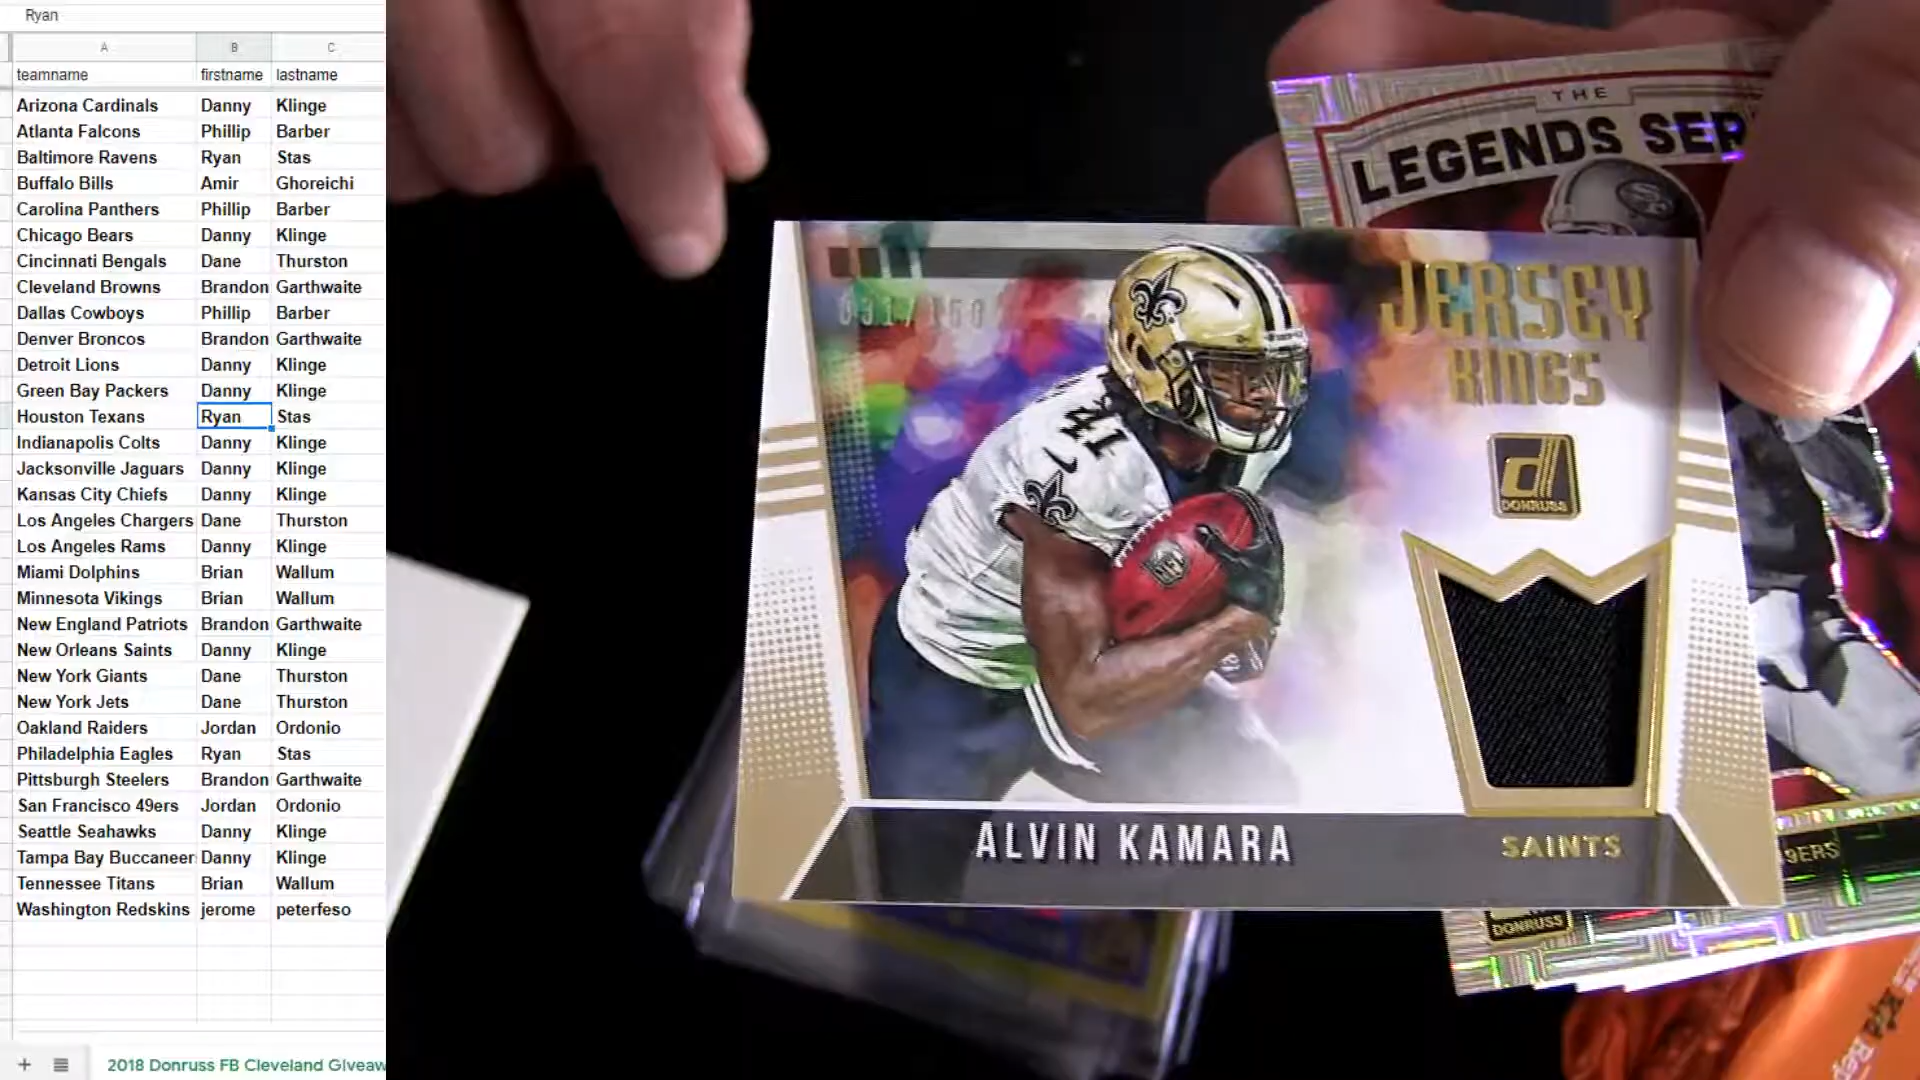 Ryan
A B C
teamname firstname lastname
Arizona Cardinals Danny Klinge
Atlanta Falcons Phillip Barber
Baltimore Ravens Ryan Stas
Buffalo Bills Amir Ghoreichi
Carolina Panthers Phillip Barber
Chicago Bears Danny Klinge
Cincinnati Bengals Dane Thurston
Cleveland Browns Brandon Garthwaite
Dallas Cowboys Phillip Barber
Denver Broncos Brandon Garthwaite
Detroit Lions Danny Klinge
Green Bay Packers Danny Klinge
Houston Texans Ryan Stas
Indianapolis Colts Danny Klinge
Jacksonville Jaguars Danny Klinge
Kansas City Chiefs Danny Klinge
Los Angeles Chargers Dane Thurston
Los Angeles Rams Danny Klinge
Miami Dolphins Brian Wallum
Minnesota Vikings Brian Wallum
New England Patriots Brandon Garthwaite
New Orleans Saints Danny Klinge
New York Giants Dane Thurston
New York Jets Dane Thurston
Oakland Raiders Jordan Ordonio
Philadelphia Eagles Ryan Stas
Pittsburgh Steelers Brandon Garthwaite
San Francisco 49ers Jordan Ordonio
Seattle Seahawks Danny Klinge
Tampa Bay Buccaneer Danny Klinge
Tennessee Titans Brian Wallum
Washington Redskins jerome peterfeso
2018 Donruss FB Cleveland Giveaw
THE
LEGENDS SER
JERSEY
KINGS
41
NFL
d
DONRUSS
ALVIN KAMARA
SAINTS
9ERS
DONRUSS